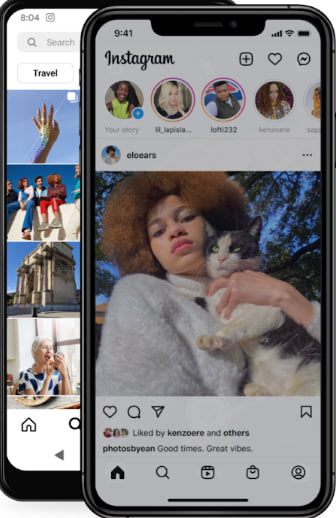 8:04
Search
Travel
9:41
Instagram
Your story
lil_lapisla...
lofti232
kenzoere
sapp
eloears
Liked by kenzoere and others
photosbyean Good times. Great vibes.